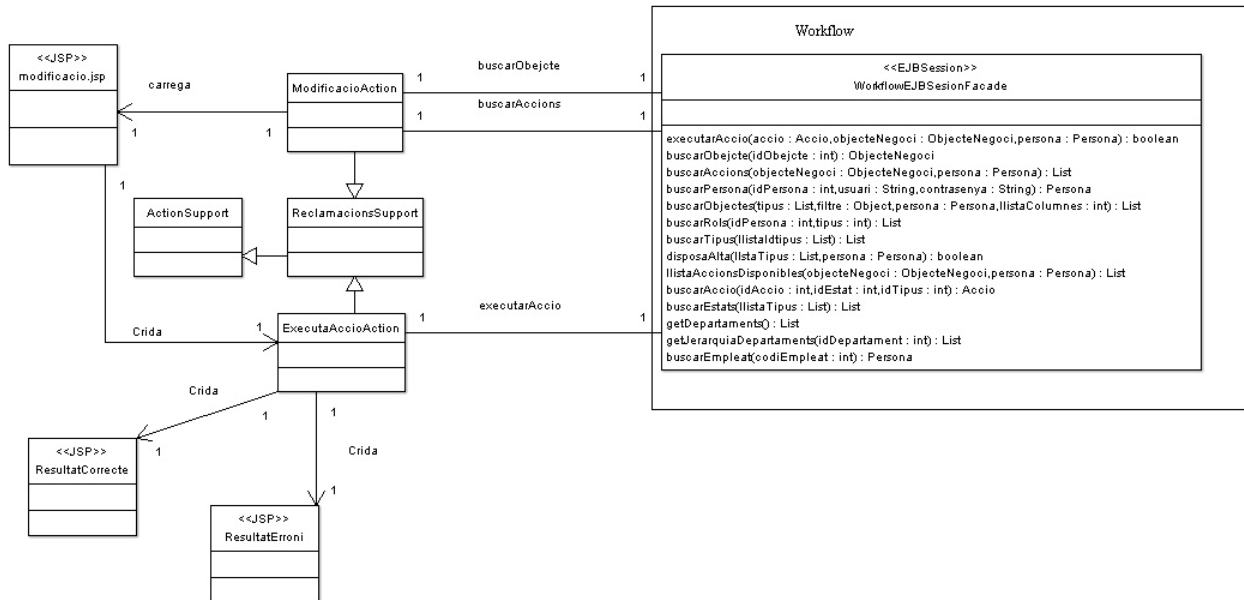 Workflow
<<JSP>>
modificacio.jsp
carrega
1
1
ModificacioAction
buscarObejcte
1
1
buscarAccions
1
1
<<EJBSession>>
WorkflowEJBSesionFacade
executarAccio(accio : Accio,objecteNegoci : ObjecteNegoci,persona : Persona) : boolean
buscarObejcte(idObejcte : int) : ObjecteNegoci
buscarAccions(objecteNegoci : ObjecteNegoci,persona : Persona) : List
buscarPersona(idPersona : int,usuari : String,contrasenya : String) : Persona
buscarObjectes(tipus : List,filtre : Object,persona : Persona,llistaColumnes : int) : List
buscarRols(idPersona : int,tipus : int) : List
buscarTipus(llistaIdtipus : List) : List
disposaAlta(llstaTipus : List,persona : Persona) : boolean
llistaAccionsDisponibles(objecteNegoci : ObjecteNegoci,persona : Persona) : List
buscarAccio(idAccio : int,idEstat : int,idTipus : int) : Accio
buscarEstats(llistaTipus : List) : List
getDepartaments() : List
getJerarquiaDepartaments(idDepartament : int) : List
buscarEmpleat(codiEmpleat : int) : Persona
1
ActionSupport
ReclamacionsSupport
Crida
1
ExecutaAccioAction
1
executarAccio
1
Crida
1
1
1
Crida
1
<<JSP>>
ResultatCorrecte
<<JSP>>
ResultatErroni